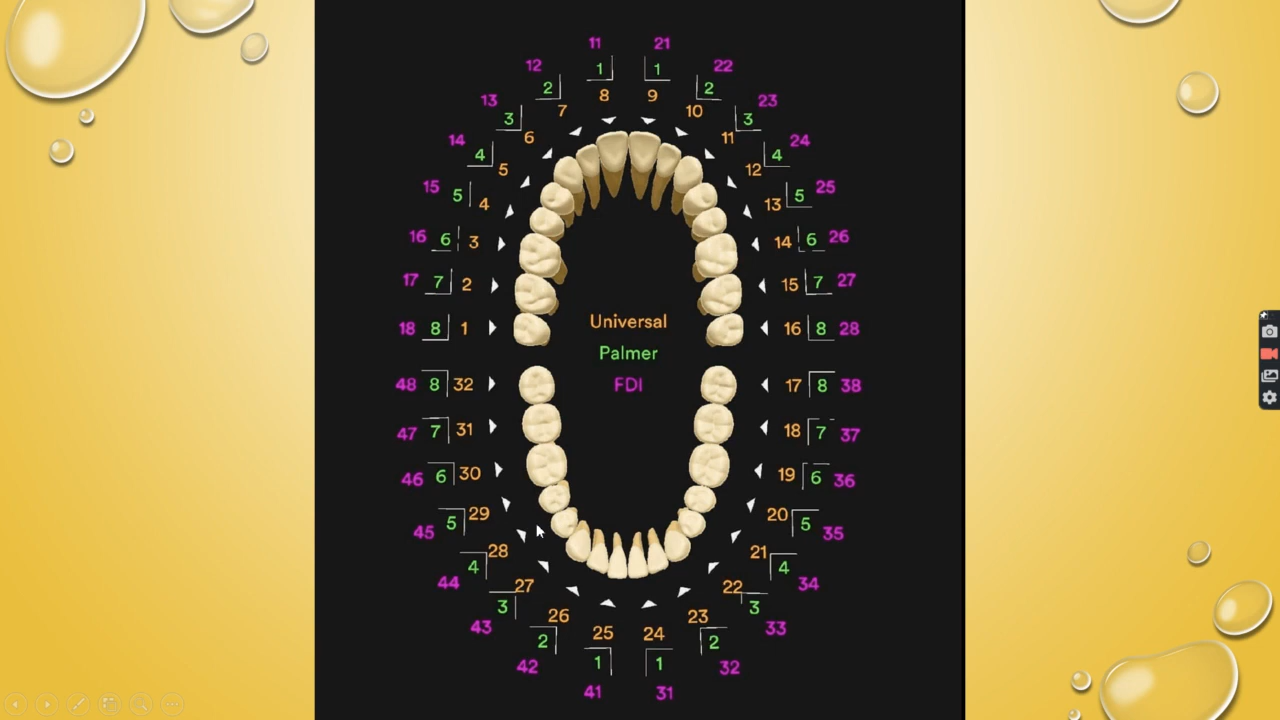 11 21
12 1 1 22
13 2 8 9 2 23
3 7 10 3
14 6 11 24
4 5 12 4
15 5 4 13 5 25
16 6 3 14 6 26
17 7 2 15 7 27
Universal
18 8 1 16 8 28
Palmer
48 8 32 FDI 17 8 38
47 7 31 18 7 37
46 6 30 19 6 36
45 5 29 20 5 35
28 21
44 4 27 22 4 34
43 3 26 23 3 33
42 2 25 24 2 32
1 1
41 31